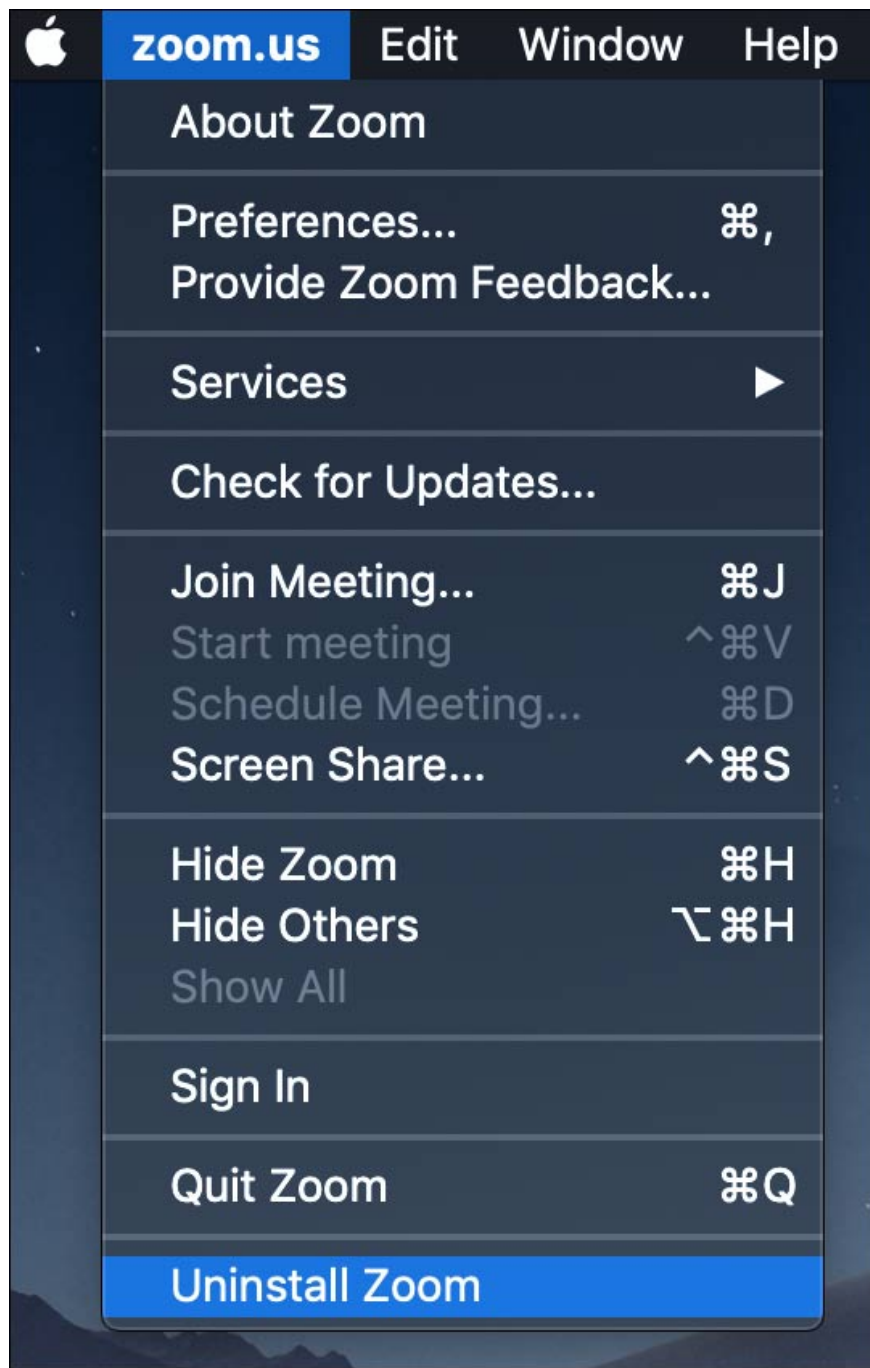 zoom.us Edit Window Help
About Zoom
Preferences... ⌘,
Provide Zoom Feedback...
Services ▶
Check for Updates...
Join Meeting... ⌘J
Start meeting ^⌘V
Schedule Meeting... ⌘D
Screen Share... ^⌘S
Hide Zoom ⌘H
Hide Others ⌥⌘H
Show All
Sign In
Quit Zoom ⌘Q
Uninstall Zoom